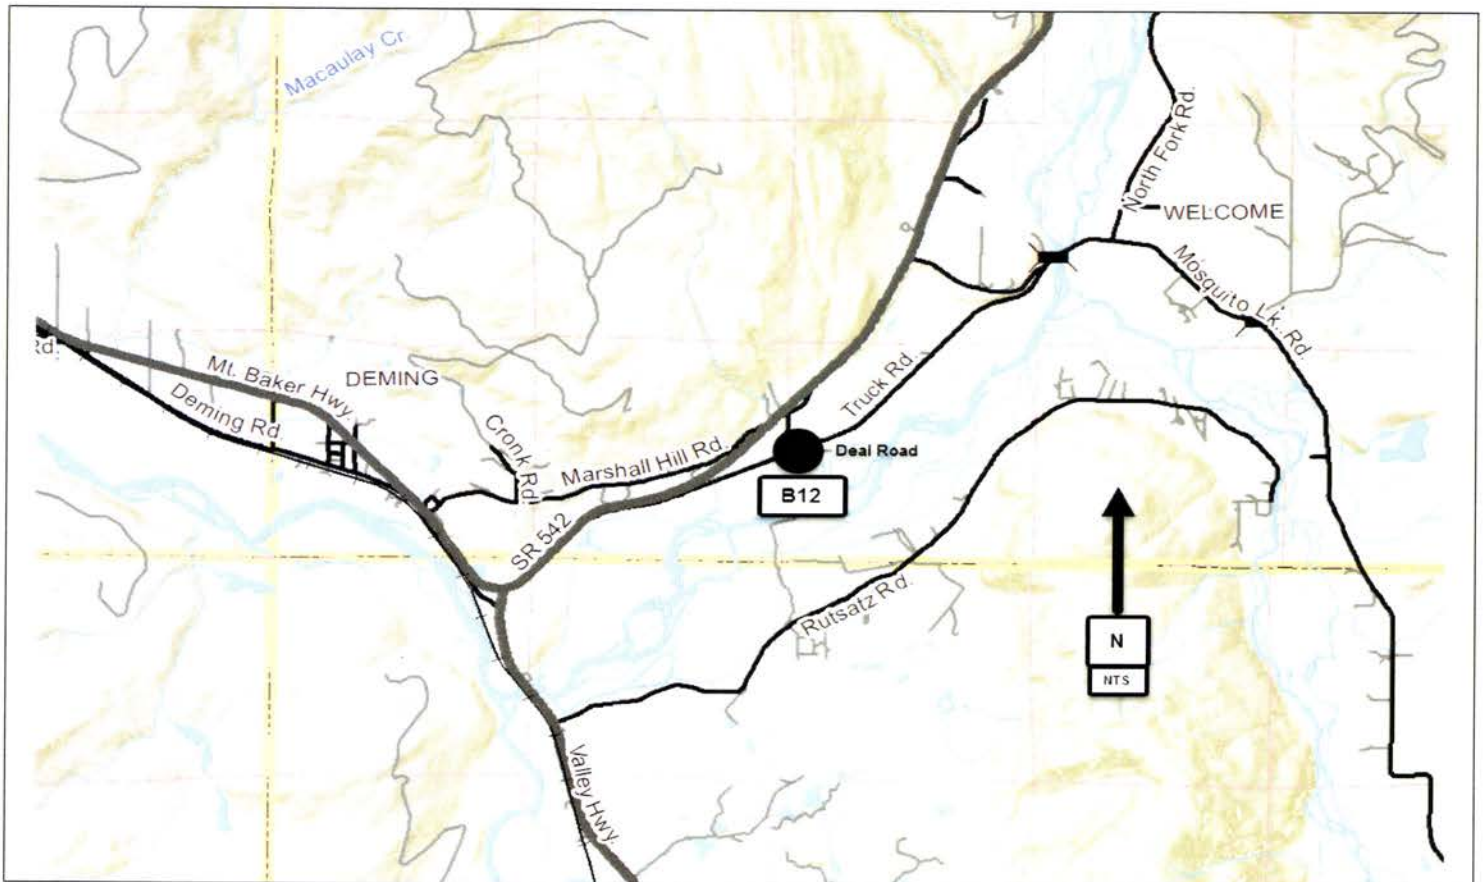 Macaulay Cr.
North Fork Rd.
WELCOME
Mosquito Lk. Rd.
Rd.
Mt. Baker Hwy.
DEMING
Truck Rd.
Deming Rd
Cronk Rd.
Marshall Hill Rd.
Deal Road
B12
SR 542
Rutsatz Rd.
N
NTS
Valley Hwy.